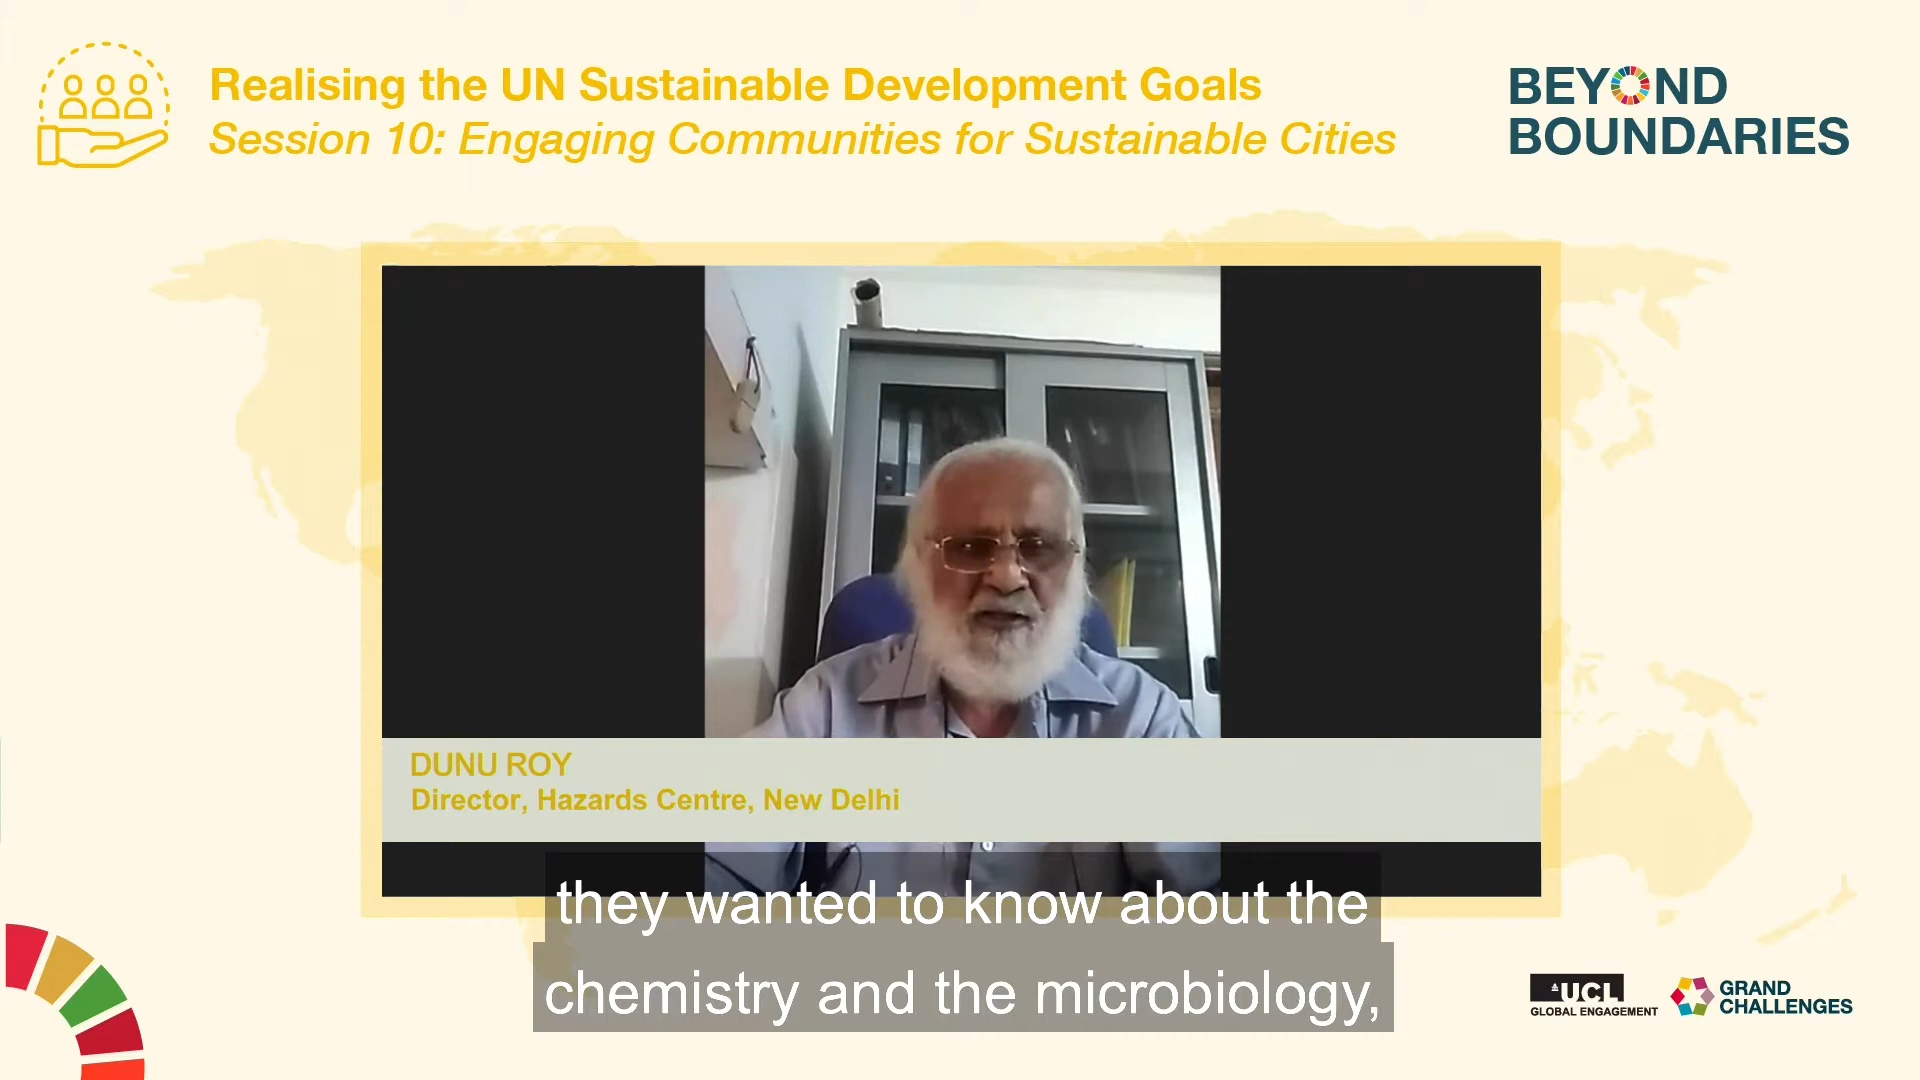 Realising the UN Sustainable Development Goals
Session 10: Engaging Communities for Sustainable Cities
BEYOND
BOUNDARIES
DUNU ROY
Director, Hazards Centre, New Delhi
they wanted to know about the
chemistry and the microbiology,
UCL
GLOBAL ENGAGEMENT
GRAND
CHALLENGES